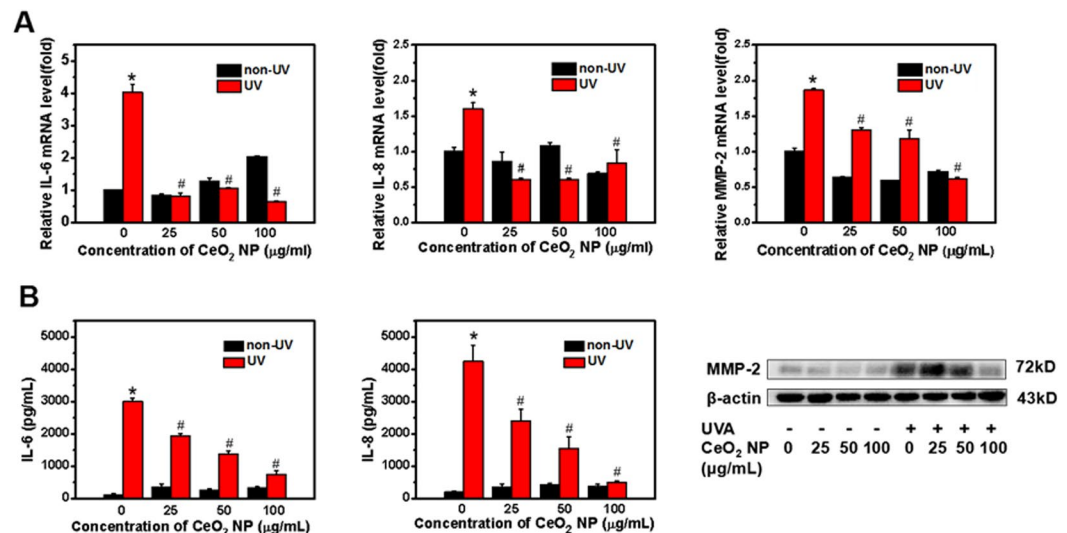 A
Relative IL-6 mRNA level(fold)
5
4
3
2
1
0
* # # #
non-UV
UV
0 25 50 100
Concentration of CeO2 NP (μg/ml)
Relative IL-8 mRNA level(fold)
2.5
2.0
1.5
1.0
0.5
0.0
* # # #
non-UV
UV
0 25 50 100
Concentration of CeO2 NP (μg/ml)
Relative MMP-2 mRNA level(fold)
2.5
2.0
1.5
1.0
0.5
0.0
* # # #
non-UV
UV
0 25 50 100
Concentration of CeO2 NP (μg/mL)
B
IL-6 (pg/mL)
5000
4000
3000
2000
1000
0
* # # #
non-UV
UV
0 25 50 100
Concentration of CeO2 NP (μg/mL)
IL-8 (pg/mL)
5000
4000
3000
2000
1000
0
* # # #
non-UV
UV
0 25 50 100
Concentration of CeO2 NP (μg/mL)
MMP-2 72kD
β-actin 43kD
UVA - - - - + + + +
CeO2 NP 0 25 50 100 0 25 50 100
(μg/mL)